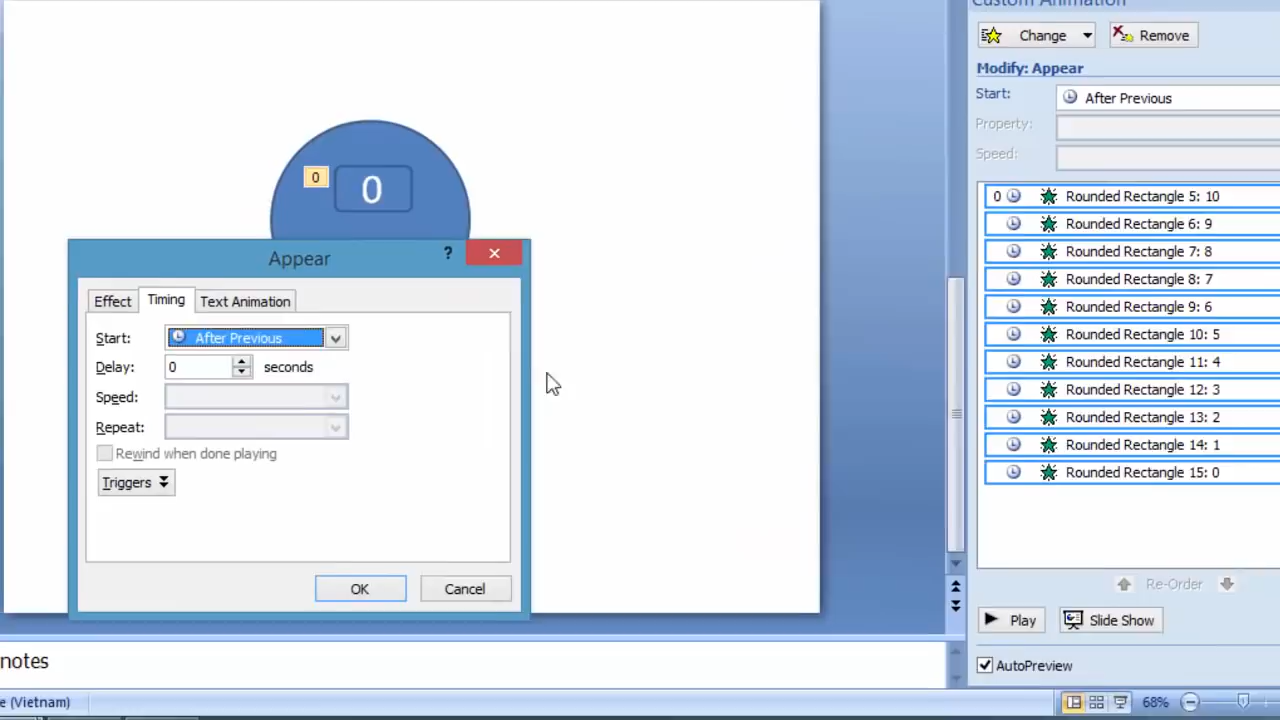 Custom Animation
Change
Remove
Modify: Appear
Start:
After Previous
Property:
Speed:
0
Rounded Rectangle 5: 10
Rounded Rectangle 6: 9
Rounded Rectangle 7: 8
Rounded Rectangle 8: 7
Rounded Rectangle 9: 6
Rounded Rectangle 10: 5
Rounded Rectangle 11: 4
Rounded Rectangle 12: 3
Rounded Rectangle 13: 2
Rounded Rectangle 14: 1
Rounded Rectangle 15: 0
Re-Order
Play
Slide Show
AutoPreview
0
0
Appear
?
Effect
Timing
Text Animation
Start:
After Previous
Delay:
0
seconds
Speed:
Repeat:
Rewind when done playing
Triggers
OK
Cancel
notes
e (Vietnam)
68%